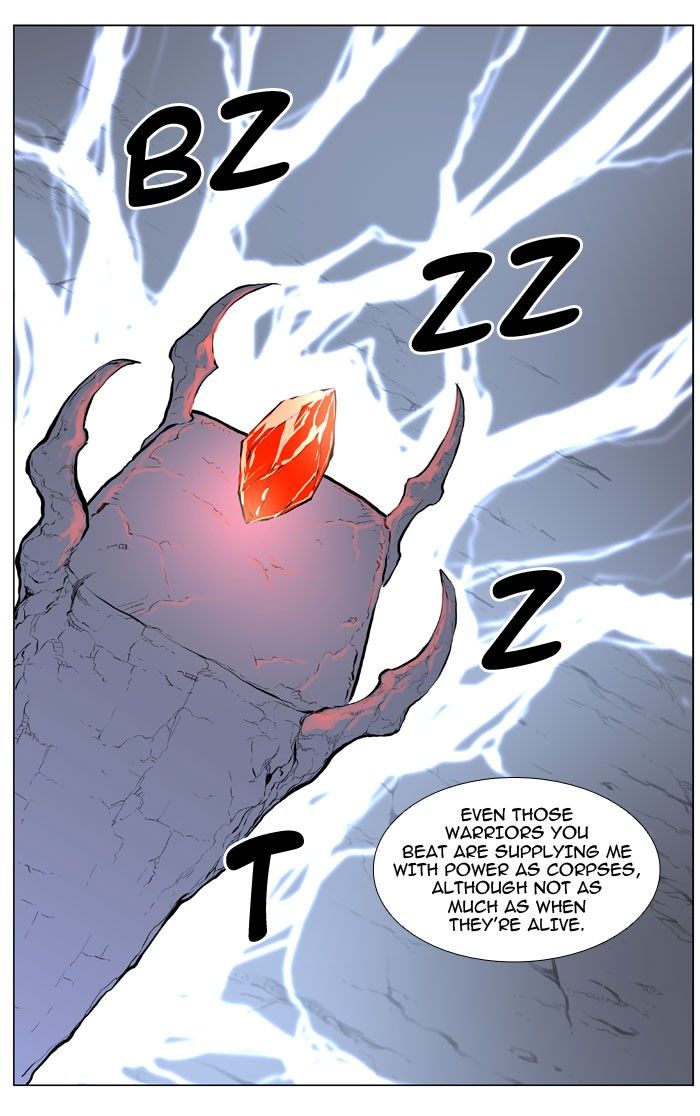 BZ
ZZ
Z
T
EVEN THOSE
WARRIORS YOU
BEAT ARE SUPPLYING ME
WITH POWER AS CORPSES,
ALTHOUGH NOT AS
MUCH AS WHEN
THEY'RE ALIVE.